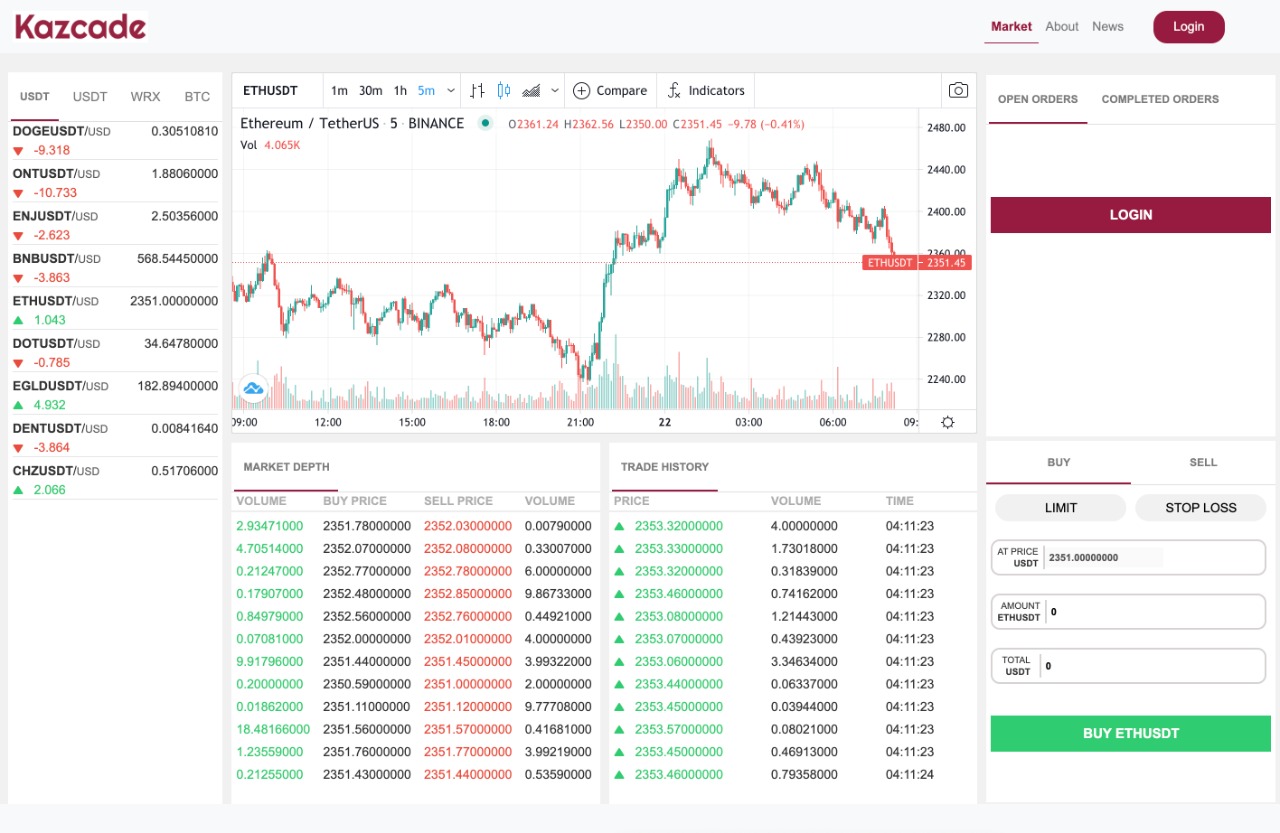 Kazcade
Market About News Login
USDT USDT WRX BTC
DOGEUSDT/USD 0.30510810
-9.318
ONTUSDT/USD 1.88060000
-10.733
ENJUSDT/USD 2.50356000
-2.623
BNBUSDT/USD 568.54450000
-3.863
ETHUSDT/USD 2351.00000000
1.043
DOTUSDT/USD 34.64780000
-0.785
EGLDUSDT/USD 182.89400000
4.932
DENTUSDT/USD 0.00841640
-3.864
CHZUSDT/USD 0.51706000
2.066
ETHUSDT 1m 30m 1h 5m Compare Indicators
Ethereum / TetherUS · 5 · BINANCE O2361.24 H2362.56 L2350.00 C2351.45 -9.78 (-0.41%)
Vol 4.065K
2480.00
2440.00
2400.00
2360.00
ETHUSDT 2351.45
2320.00
2280.00
2240.00
09:00 12:00 15:00 18:00 21:00 22 03:00 06:00 09:
MARKET DEPTH
VOLUME BUY PRICE SELL PRICE VOLUME
2.93471000 2351.78000000 2352.03000000 0.00790000
4.70514000 2352.07000000 2352.08000000 0.33007000
0.21247000 2352.77000000 2352.78000000 6.00000000
0.17907000 2352.48000000 2352.85000000 9.86733000
0.84979000 2352.56000000 2352.76000000 0.44921000
0.07081000 2352.00000000 2352.01000000 4.00000000
9.91796000 2351.44000000 2351.45000000 3.99322000
0.20000000 2350.59000000 2351.00000000 2.00000000
0.01862000 2351.11000000 2351.12000000 9.77708000
18.48166000 2351.56000000 2351.57000000 0.41681000
1.23559000 2351.76000000 2351.77000000 3.99219000
0.21255000 2351.43000000 2351.44000000 0.53590000
TRADE HISTORY
PRICE VOLUME TIME
2353.32000000 4.00000000 04:11:23
2353.33000000 1.73018000 04:11:23
2353.32000000 0.31839000 04:11:23
2353.46000000 0.74162000 04:11:23
2353.08000000 1.21443000 04:11:23
2353.07000000 0.43923000 04:11:23
2353.06000000 3.34634000 04:11:23
2353.44000000 0.06337000 04:11:23
2353.45000000 0.03944000 04:11:23
2353.57000000 0.08021000 04:11:23
2353.45000000 0.46913000 04:11:23
2353.46000000 0.79358000 04:11:24
OPEN ORDERS COMPLETED ORDERS
LOGIN
BUY SELL
LIMIT STOP LOSS
AT PRICE
USDT 2351.00000000
AMOUNT
ETHUSDT 0
TOTAL
USDT 0
BUY ETHUSDT